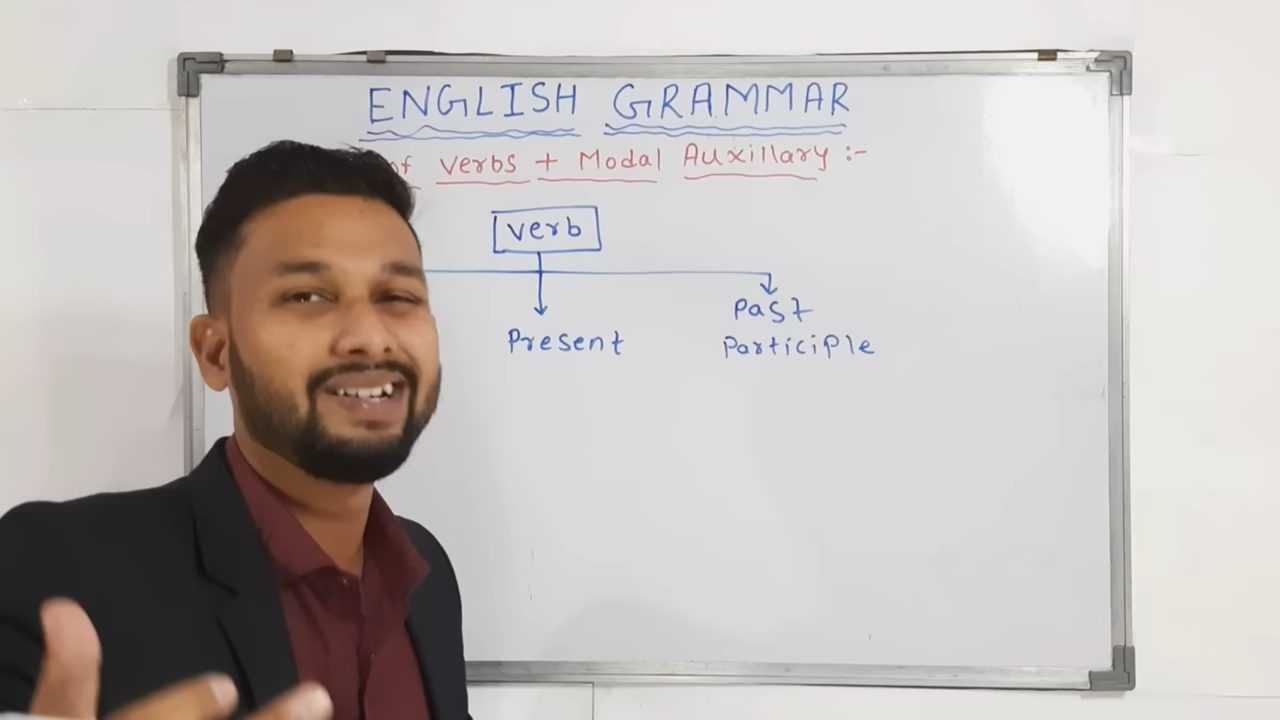 ENGLISH GRAMMAR
of Verbs + Modal Auxillary :-
Verb
Present
Past
Participle